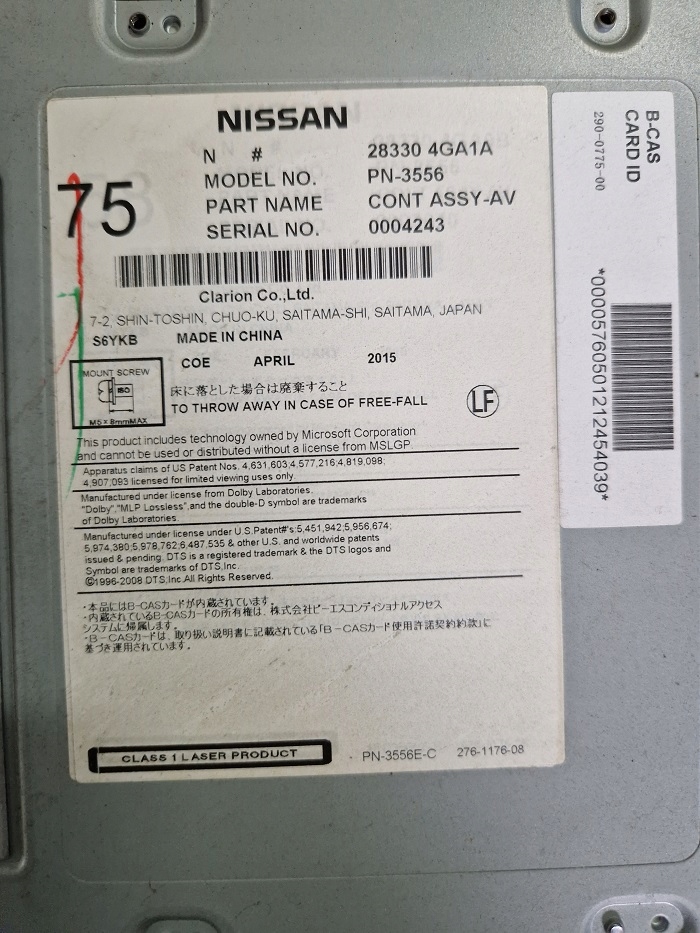 NISSAN
N #
28330 4GA1A
MODEL NO.
PN-3556
75
PART NAME
CONT ASSY-AV
SERIAL NO.
0004243
Clarion Co.,Ltd.
7-2, SHIN-TOSHIN, CHUO-KU, SAITAMA-SHI, SAITAMA, JAPAN
S6YKB MADE IN CHINA
COE APRIL 2015
MOUNT SCREW
ISO
M5×8mmMAX
床に落とした場合は廃棄すること
TO THROW AWAY IN CASE OF FREE-FALL
LF
This product includes technology owned by Microsoft Corporation
and cannot be used or distributed without a license from MSLGP.
Apparatus claims of US Patent Nos. 4,631,603;4,577,216;4,819,098;
4,907,093 licensed for limited viewing uses only.
Manufactured under license from Dolby Laboratories.
"Dolby","MLP Lossless",and the double-D symbol are trademarks
of Dolby Laboratories.
Manufactured under license under U.S.Patent#'s:5,451,942;5,956,674;
5,974,380;5,978,762;6,487,535 & other U.S. and worldwide patents
issued & pending. DTS is a registered trademark & the DTS logos and
Symbol are trademarks of DTS,Inc.
©1996-2008 DTS,Inc.All Rights Reserved.
・本品にはB-CASカードが内蔵されています。
・内蔵されているB-CASカードの所有権は、株式会社ビーエスコンディショナルアクセス
システムに帰属します。
・B-CASカードは、取り扱い説明書に記載されている「B-CASカード使用許諾契約約款」に
基づき運用されています。
CLASS 1 LASER PRODUCT
PN-3556E-C 276-1176-08
B-CAS
CARD ID
290-0775-00
*00005760501212454039*